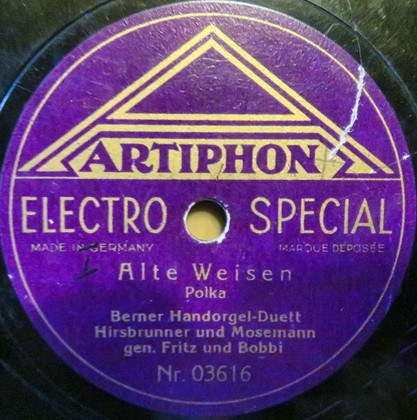 ARTIPHON
ELECTRO SPECIAL
MADE IN GERMANY MARQUE DEPOSÉE
Alte Weisen
Polka
Berner Handorgel-Duett
Hirsbrunner und Mosemann
gen. Fritz und Bobbi
Nr. 03616